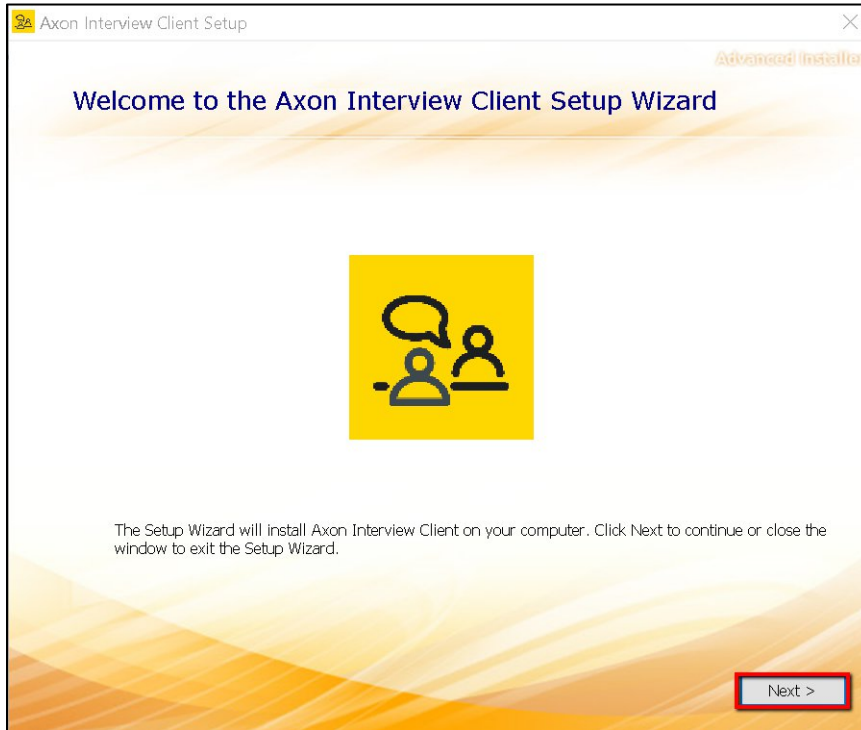 Axon Interview Client Setup
Advanced Installer
Welcome to the Axon Interview Client Setup Wizard
The Setup Wizard will install Axon Interview Client on your computer. Click Next to continue or close the
window to exit the Setup Wizard.
Next >